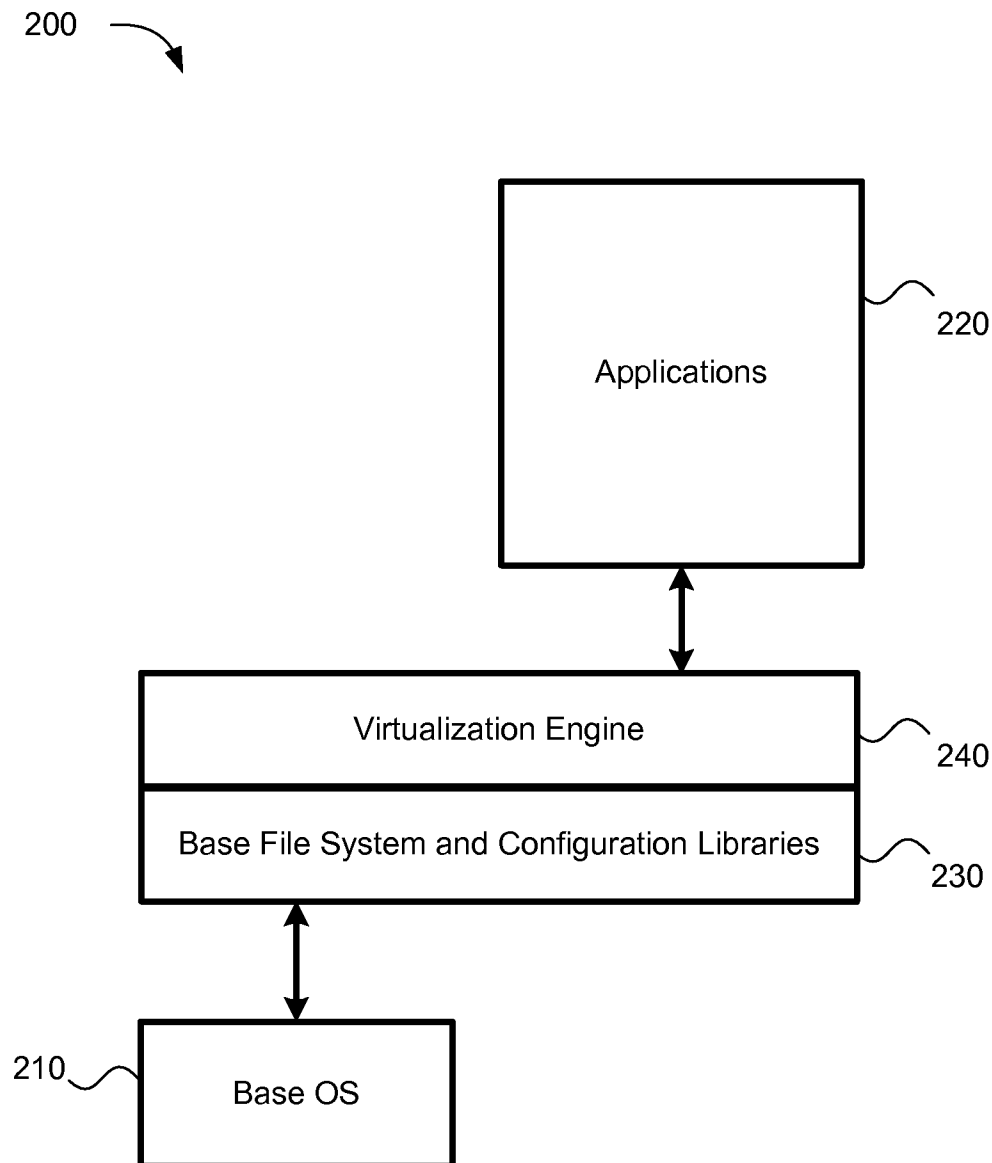 200
220
Applications
Virtualization Engine
240
Base File System and Configuration Libraries
230
210
Base OS